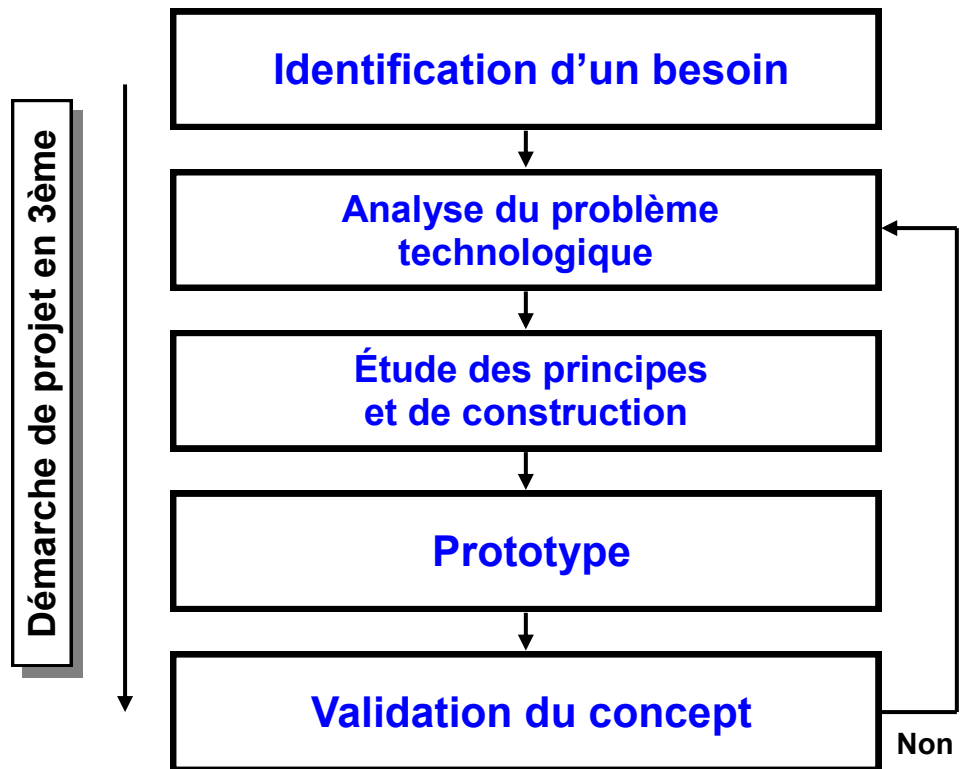 Démarche de projet en 3ème
Identification d’un besoin
Analyse du problème
technologique
Étude des principes
et de construction
Prototype
Validation du concept
Non